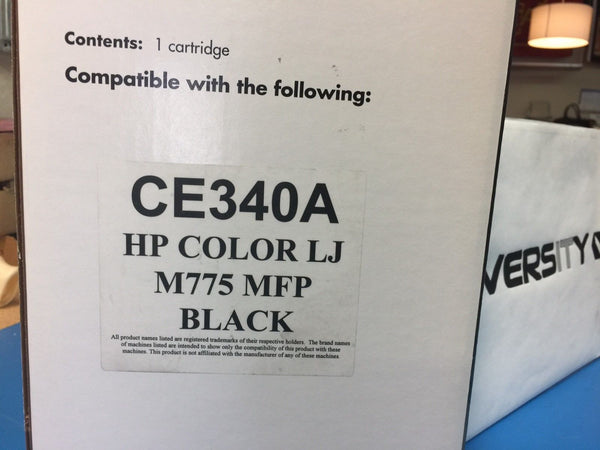 Contents: 1 cartridge
Compatible with the following:
CE340A
HP COLOR LJ
M775 MFP
BLACK
All product names listed are registered trademarks of their respective holders. The brand names
of machines listed are intended to show only the compatibility of this product with these
machines. This product is not affiliated with the manufacturer of any of these machines.
VERSITY